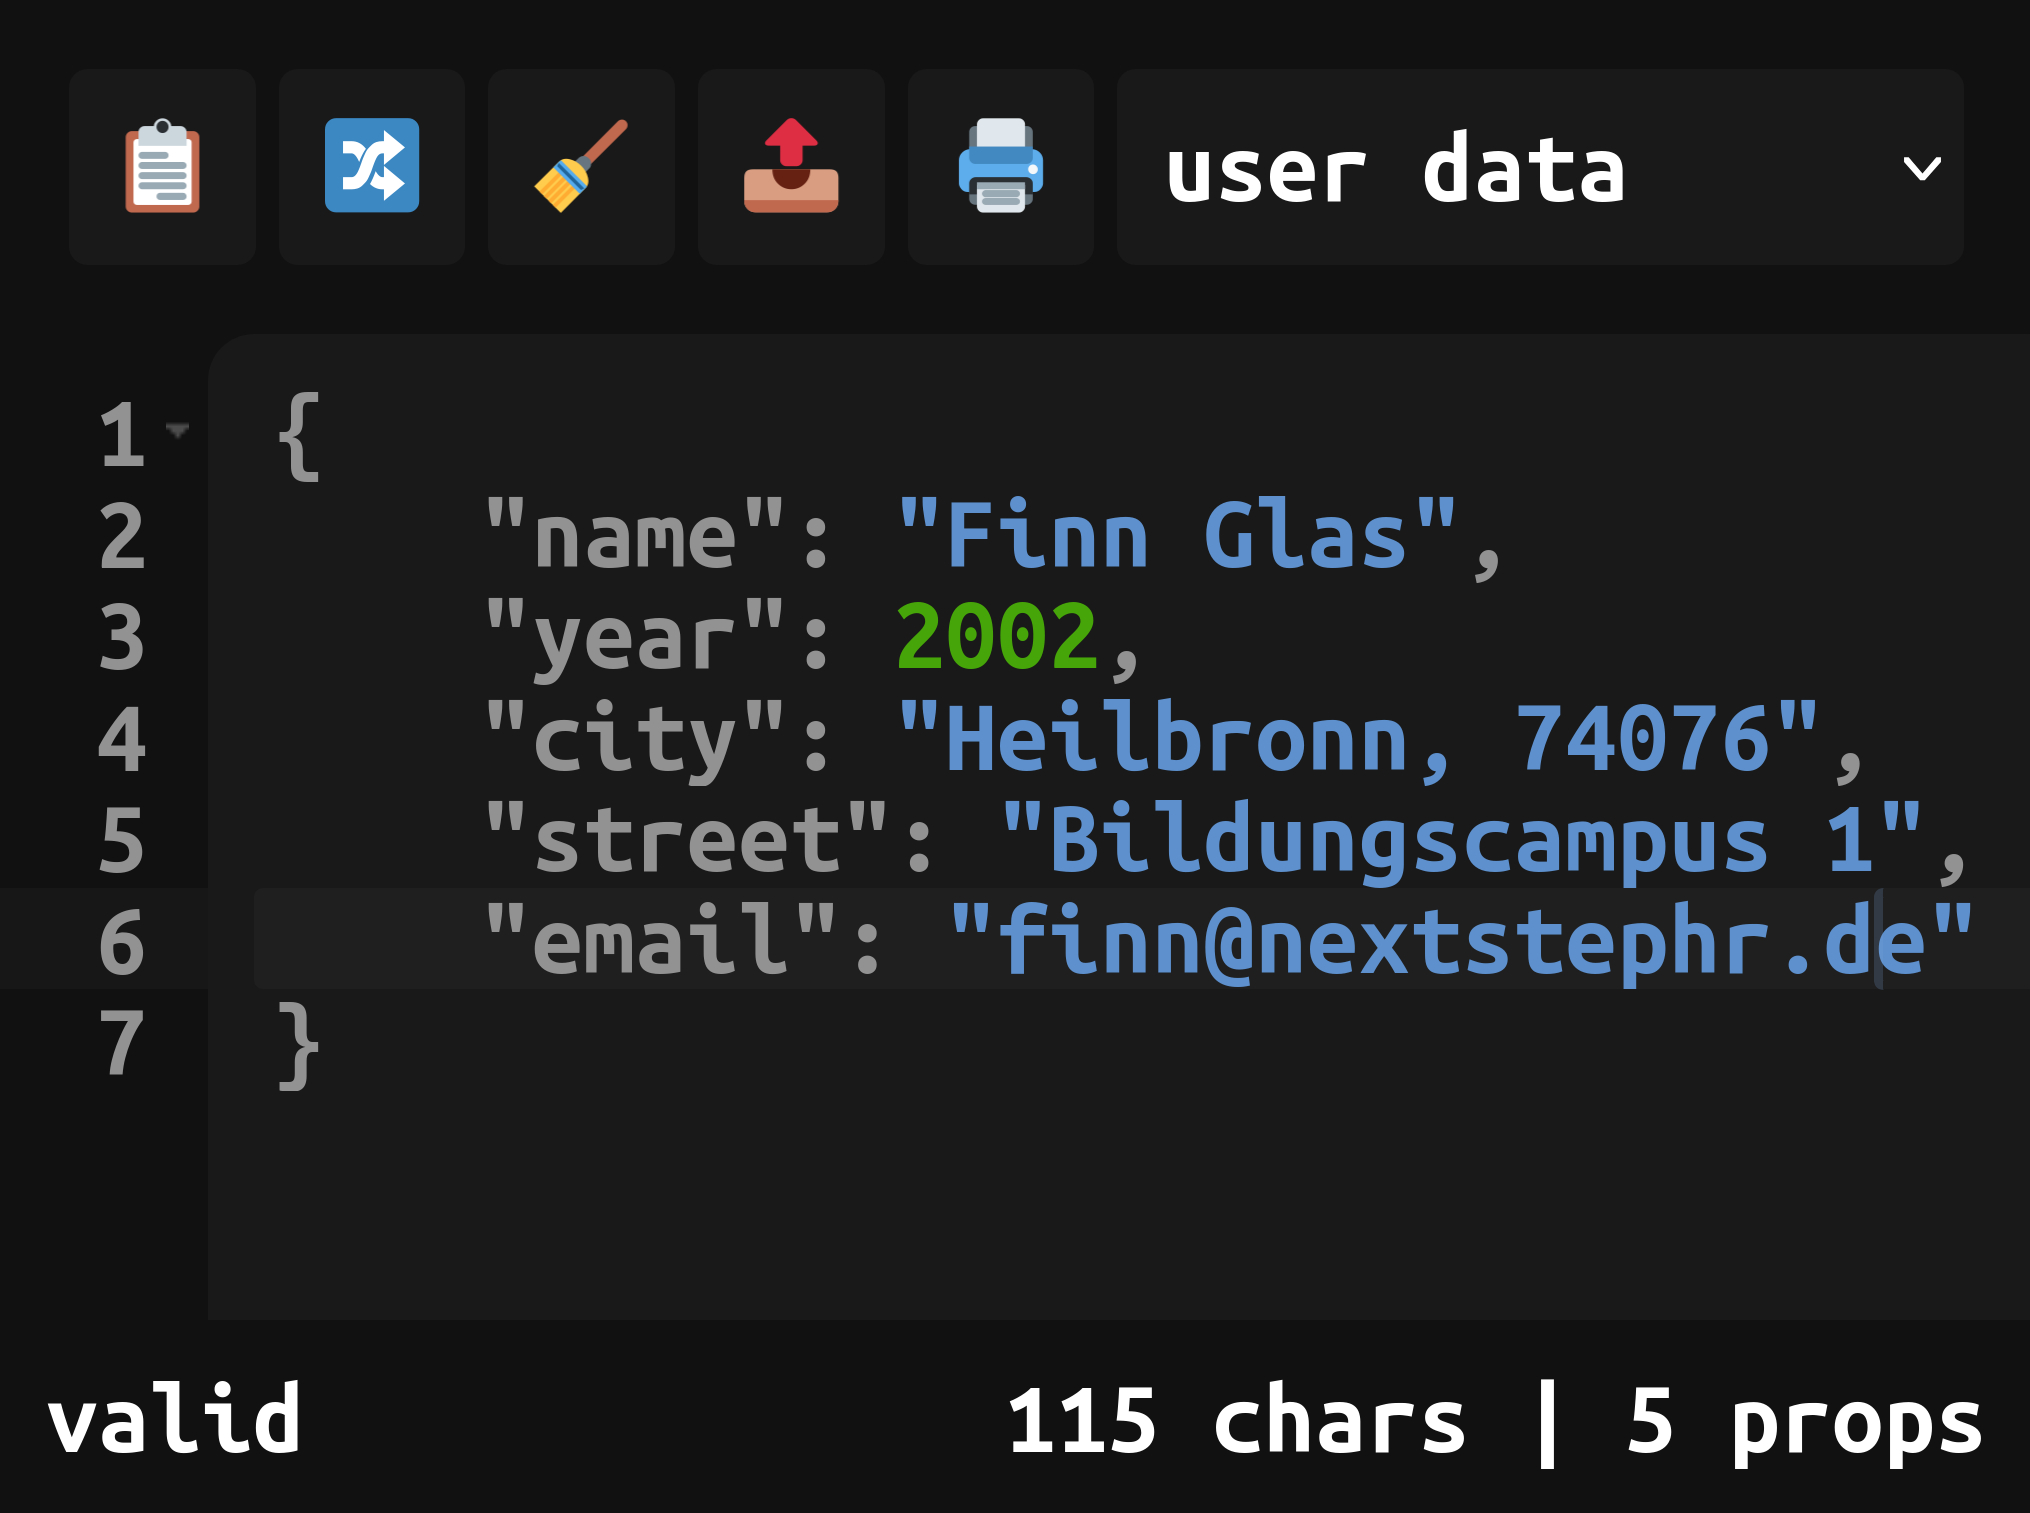 user data
1 {
2     "name": "Finn Glas",
3     "year": 2002,
4     "city": "Heilbronn, 74076",
5     "street": "Bildungscampus 1",
6     "email": "finn@nextstephr.de"
7 }
valid 115 chars | 5 props